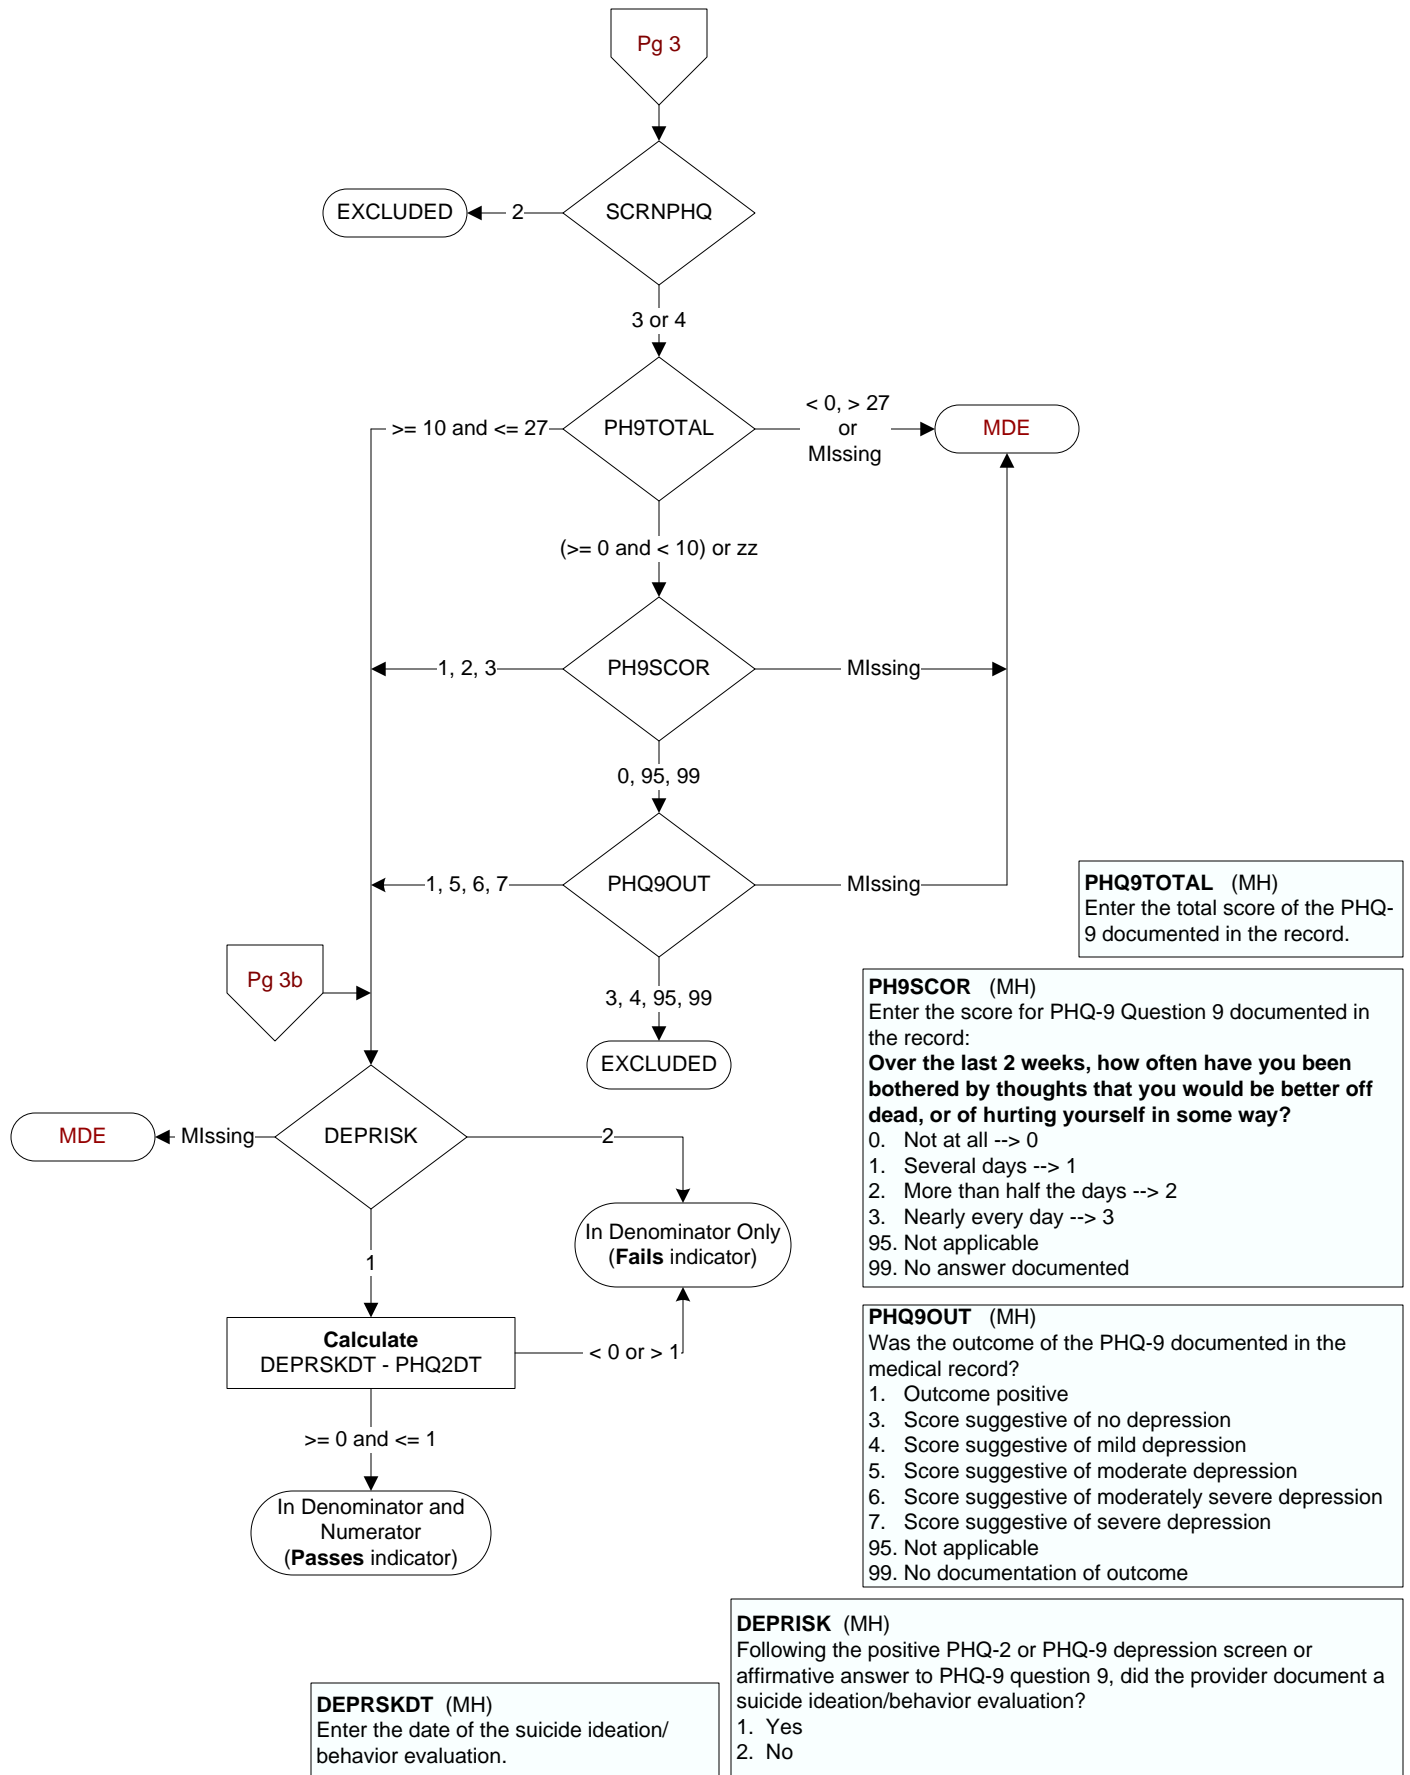 Pg 3
SCRNPHQ
EXCLUDED
2
3 or 4
PH9TOTAL
>= 10 and <= 27
< 0, > 27
or
MIssing
MDE
(>= 0 and < 10) or zz
PH9SCOR
1, 2, 3
MIssing
0, 95, 99
PHQ9OUT
1, 5, 6, 7
MIssing
3, 4, 95, 99
EXCLUDED
Pg 3b
DEPRISK
MIssing
MDE
2
In Denominator Only
(Fails indicator)
1
Calculate
DEPRSKDT - PHQ2DT
< 0 or > 1
>= 0 and <= 1
In Denominator and
Numerator
(Passes indicator)
PHQ9TOTAL (MH)
Enter the total score of the PHQ-
9 documented in the record.
PH9SCOR (MH)
Enter the score for PHQ-9 Question 9 documented in
the record:
Over the last 2 weeks, how often have you been
bothered by thoughts that you would be better off
dead, or of hurting yourself in some way?
0. Not at all --> 0
1. Several days --> 1
2. More than half the days --> 2
3. Nearly every day --> 3
95. Not applicable
99. No answer documented
PHQ9OUT (MH)
Was the outcome of the PHQ-9 documented in the
medical record?
1. Outcome positive
3. Score suggestive of no depression
4. Score suggestive of mild depression
5. Score suggestive of moderate depression
6. Score suggestive of moderately severe depression
7. Score suggestive of severe depression
95. Not applicable
99. No documentation of outcome
DEPRISK (MH)
Following the positive PHQ-2 or PHQ-9 depression screen or
affirmative answer to PHQ-9 question 9, did the provider document a
suicide ideation/behavior evaluation?
1. Yes
2. No
DEPRSKDT (MH)
Enter the date of the suicide ideation/
behavior evaluation.